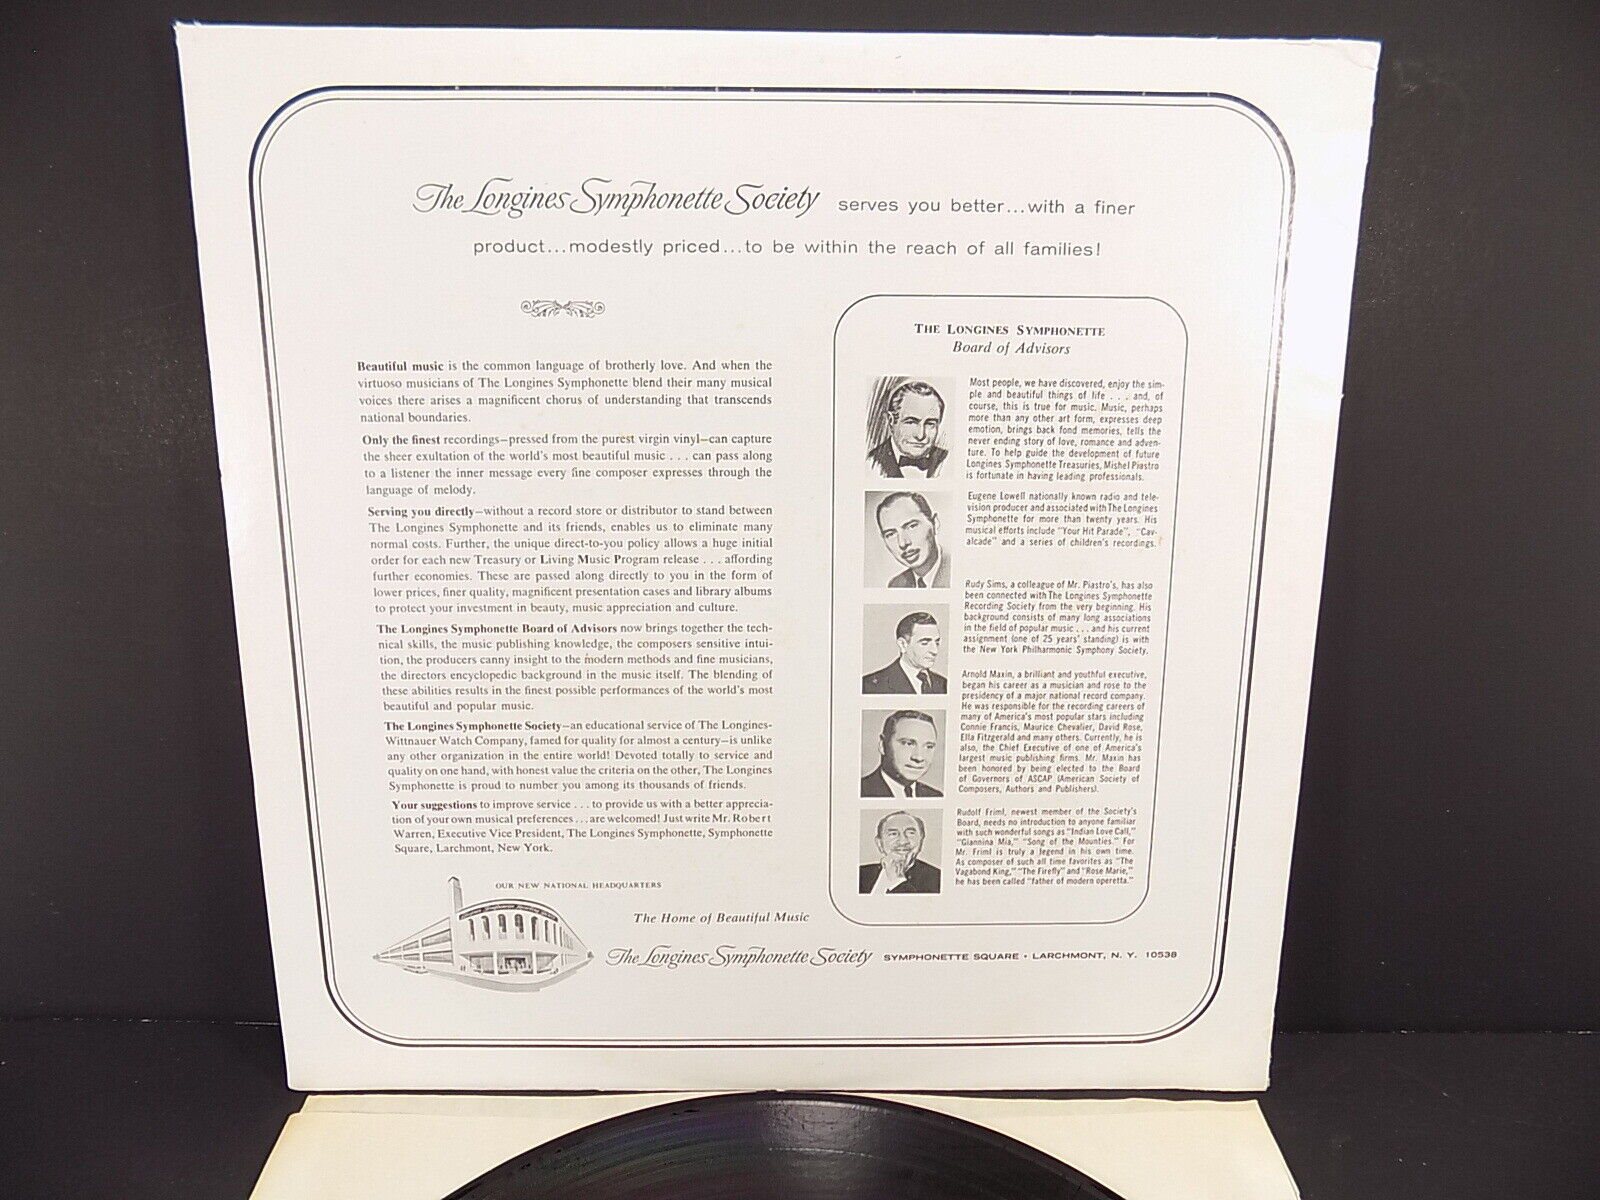 The Longines Symphonette Society serves you better...with a finer
product...modestly priced...to be within the reach of all families!
Beautiful music is the common language of brotherly love. And when the
virtuoso musicians of The Longines Symphonette blend their many musical
voices there arises a magnificent chorus of understanding that transcends
national boundaries.
Only the finest recordings—pressed from the purest virgin vinyl—can capture
the sheer exultation of the world's most beautiful music . . . can pass along
to a listener the inner message every fine composer expresses through the
language of melody.
Serving you directly—without a record store or distributor to stand between
The Longines Symphonette and its friends, enables us to eliminate many
normal costs. Further, the unique direct-to-you policy allows a huge initial
order for each new Treasury or Living Music Program release . . . affording
further economies. These are passed along directly to you in the form of
lower prices, finer quality, magnificent presentation cases and library albums
to protect your investment in beauty, music appreciation and culture.
The Longines Symphonette Board of Advisors now brings together the tech-
nical skills, the music publishing knowledge, the composers sensitive intui-
tion, the producers canny insight to the modern methods and fine musicians,
the directors encyclopedic background in the music itself. The blending of
these abilities results in the finest possible performances of the world's most
beautiful and popular music.
The Longines Symphonette Society—an educational service of The Longines-
Wittnauer Watch Company, famed for quality for almost a century—is unlike
any other organization in the entire world! Devoted totally to service and
quality on one hand, with honest value the criteria on the other, The Longines
Symphonette is proud to number you among its thousands of friends.
Your suggestions to improve service . . . to provide us with a better apprecia-
tion of your own musical preferences . . . are welcomed! Just write Mr. Robert
Warren, Executive Vice President, The Longines Symphonette, Symphonette
Square, Larchmont, New York.
THE LONGINES SYMPHONETTE
Board of Advisors
Most people, we have discovered, enjoy the sim-
ple and beautiful things of life . . . and, of
course, this is true for music. Music, perhaps
more than any other art form, expresses deep
emotion, brings back fond memories, tells the
never ending story of love, romance and adven-
ture. To help guide the development of future
Longines Symphonette Treasuries, Mishel Piastro
is fortunate in having leading professionals.
Eugene Lowell nationally known radio and tele-
vision producer and associated with The Longines
Symphonette for more than twenty years. His
musical efforts include "Your Hit Parade", "Cav-
alcade" and a series of children's recordings.
Rudy Sims, a colleague of Mr. Piastro's, has also
been connected with The Longines Symphonette
Recording Society from the very beginning. His
background consists of many long associations
in the field of popular music . . . and his current
assignment (one of 25 years' standing) is with
the New York Philharmonic Symphony Society.
Arnold Maxin, a brilliant and youthful executive,
began his career as a musician and rose to the
presidency of a major national record company.
He was responsible for the recording careers of
many of America's most popular stars including
Connie Francis, Maurice Chevalier, David Rose,
Ella Fitzgerald and many others. Currently, he is
also, the Chief Executive of one of America's
largest music publishing firms. Mr. Maxin has
been honored by being elected to the Board
of Governors of ASCAP (American Society of
Composers, Authors and Publishers).
Rudolf Friml, newest member of the Society's
Board, needs no introduction to anyone familiar
with such wonderful songs as "Indian Love Call,"
"Giannina Mia," "Song of the Mounties." For
Mr. Friml is truly a legend in his own time.
As composer of such all time favorites as "The
Vagabond King," "The Firefly" and "Rose Marie,"
he has been called "father of modern operetta."
OUR NEW NATIONAL HEADQUARTERS
The Home of Beautiful Music
The Longines Symphonette Society SYMPHONETTE SQUARE • LARCHMONT, N. Y. 10538